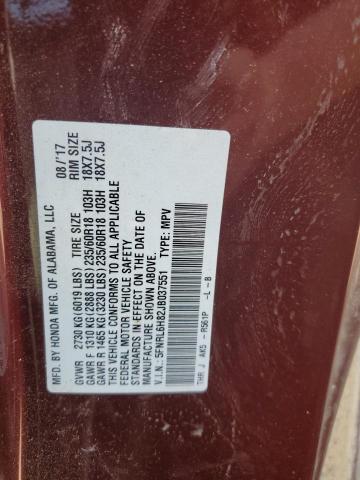 MFD. BY HONDA MFG. OF ALABAMA, LLC 08/'17
TIRE SIZE RIM SIZE
GVWR 2730 KG(6019 LBS)
GAWR F 1310 KG(2888 LBS) 235/60R18 103H 18X7.5J
GAWR R 1465 KG(3230 LBS) 235/60R18 103H 18X7.5J
THIS VEHICLE CONFORMS TO ALL APPLICABLE
FEDERAL MOTOR VEHICLE SAFETY
STANDARDS IN EFFECT ON THE DATE OF
MANUFACTURE SHOWN ABOVE.
V.I.N.: 5FNRL6H82JB037551 TYPE: MPV
THR J AK5 - R561P -L-B